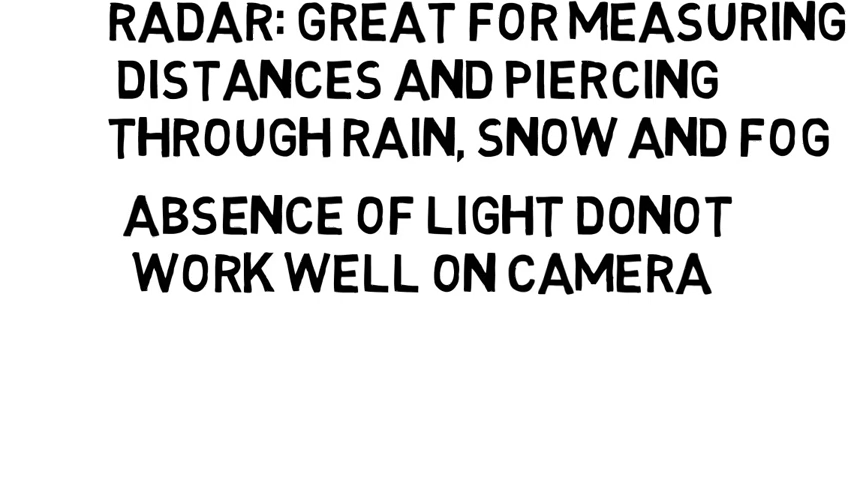 RADAR: GREAT FOR MEASURING
DISTANCES AND PIERCING
THROUGH RAIN, SNOW AND FOG
ABSENCE OF LIGHT DONOT
WORK WELL ON CAMERA